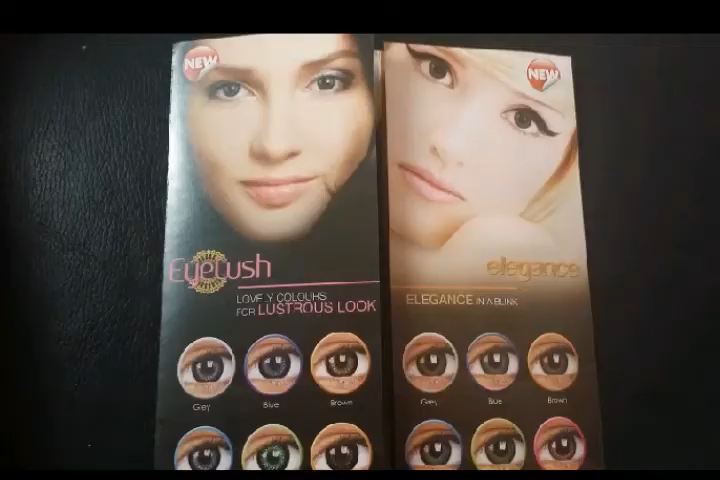 NEW
EyeLush
LOVELY COLOURS
FOR LUSTROUS LOOK
Grey
Blue
Brown
NEW
elegance
ELEGANCE IN A BLINK
Grey
Blue
Brown